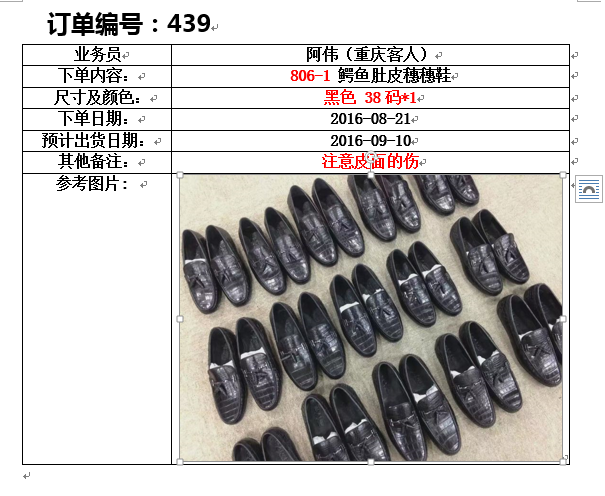 订单编号：439
业务员 阿伟（重庆客人）
下单内容： 806-1 鳄鱼肚皮穗穗鞋
尺寸及颜色： 黑色 38码*1
下单日期： 2016-08-21
预计出货日期： 2016-09-10
其他备注： 注意皮面的伤
参考图片：